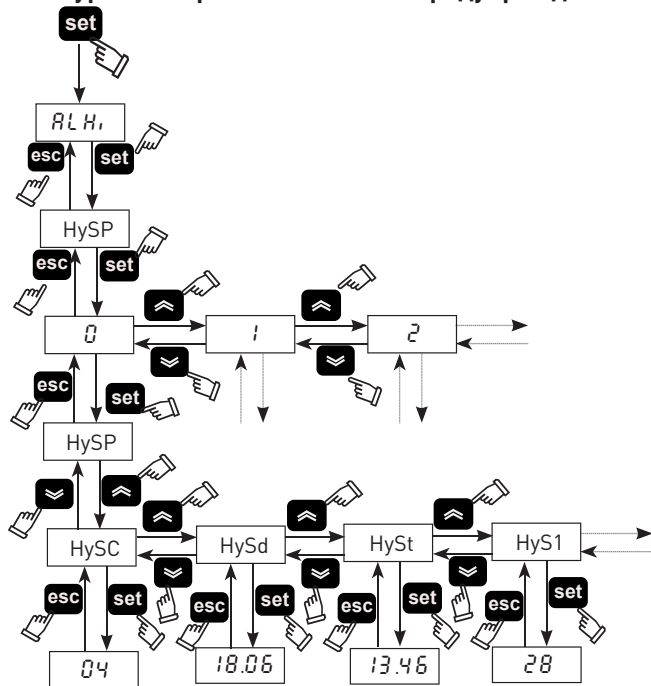 set
ALHi
esc set
HySP
esc set
0 1 2
esc set
HySP
HySC HySd HySt HyS1
esc set esc set esc set esc set
04 18.06 13.46 28